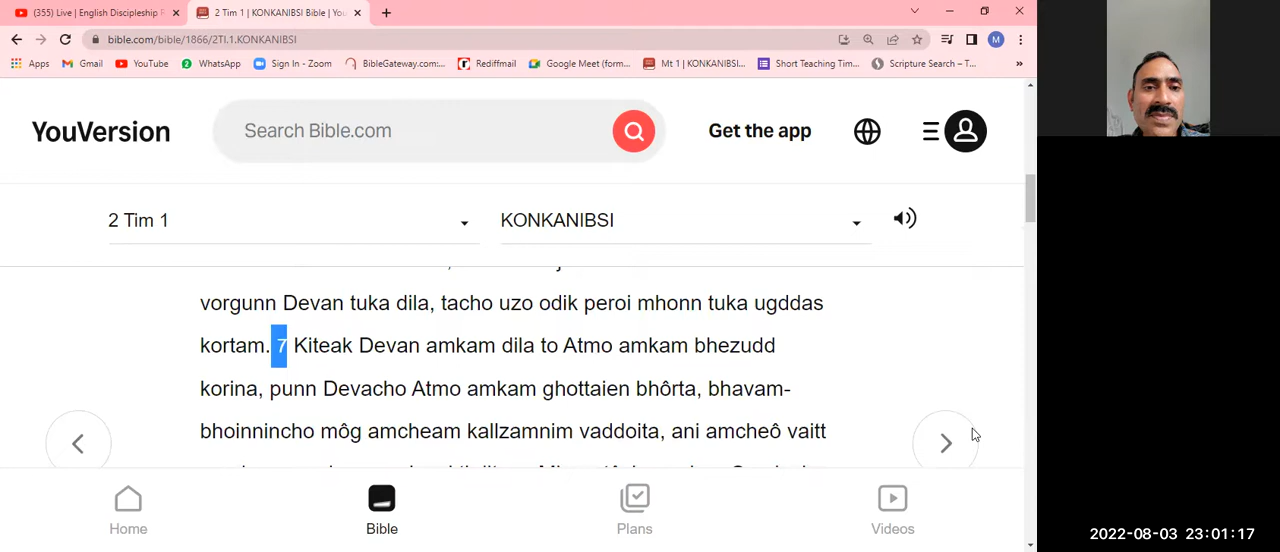 (355) Live | English Discipleship
2 Tim 1 | KONKANIBSI Bible | You
bible.com/bible/1866/2TI.1.KONKANIBSI
M
Apps Gmail YouTube WhatsApp Sign In - Zoom BibleGateway.com:... Rediffmail Google Meet (form... Mt 1 | KONKANIBSI... Short Teaching Tim... Scripture Search – T... »
YouVersion
Search Bible.com
Get the app
2 Tim 1
KONKANIBSI
vorgunn Devan tuka dila, tacho uzo odik peroi mhonn tuka ugddas
kortam. 7 Kiteak Devan amkam dila to Atmo amkam bhezudd
korina, punn Devacho Atmo amkam ghottaien bhôrta, bhavam-
bhoinnincho môg amcheam kallzamnim vaddoita, ani amcheô vaitt
Home
Bible
Plans
Videos
2022-08-03 23:01:17